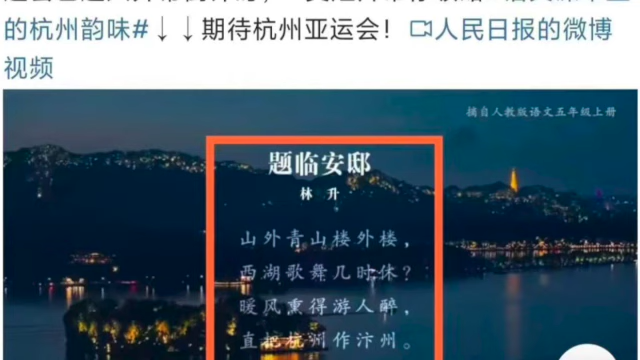 的杭州韵味#↓↓期待杭州亚运会！人民日报的微博
视频
摘自人教版语文五年级上册
题临安邸
林 升
山外青山楼外楼，
西湖歌舞几时休？
暖风熏得游人醉，
直把杭州作汴州。